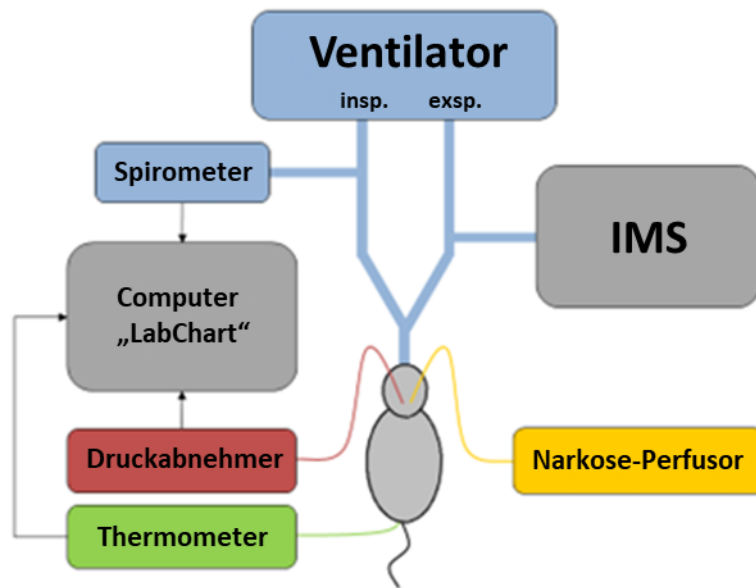 Ventilator
insp. exsp.
Spirometer
IMS
Computer
„LabChart“
Druckabnehmer
Narkose-Perfusor
Thermometer